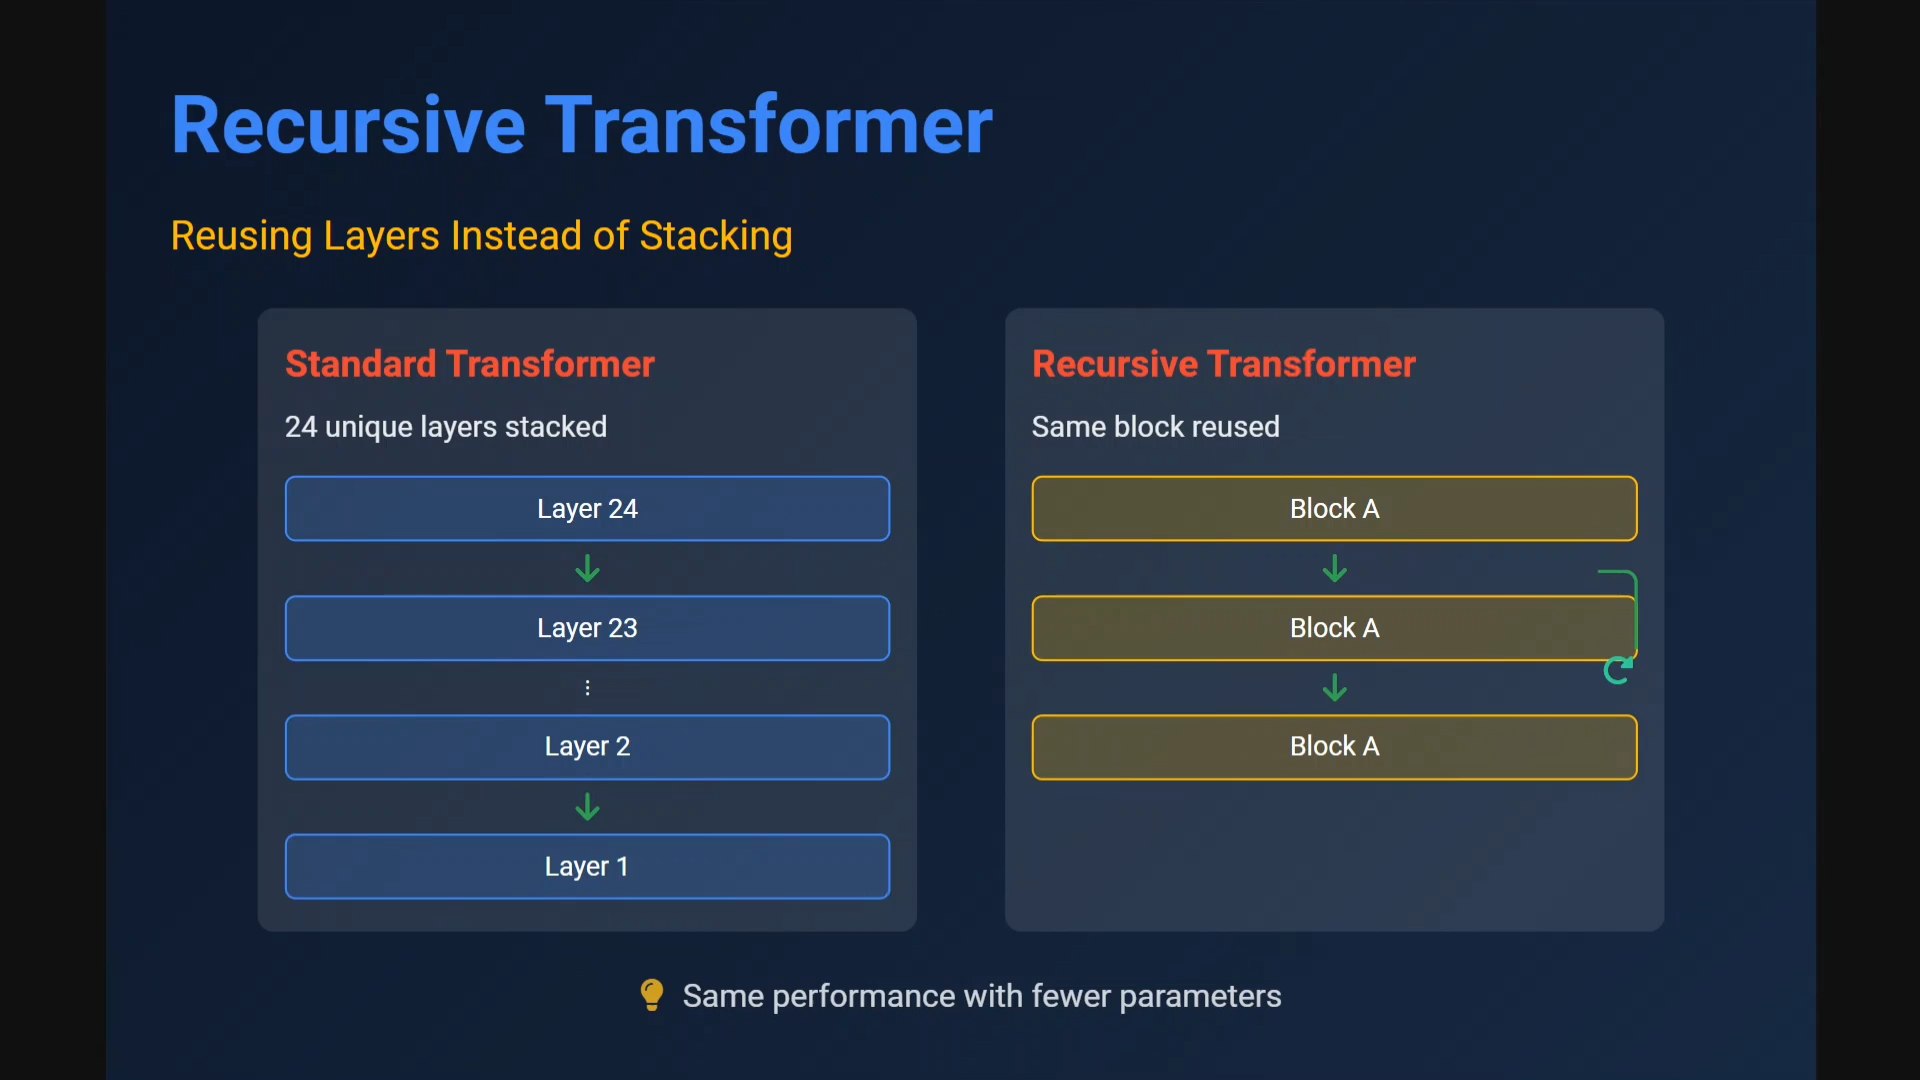 Recursive Transformer
Reusing Layers Instead of Stacking
Standard Transformer
24 unique layers stacked
Layer 24
Layer 23
⋮
Layer 2
Layer 1
Recursive Transformer
Same block reused
Block A
Block A
Block A
Same performance with fewer parameters